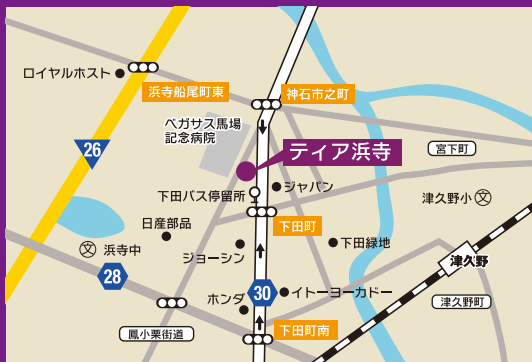 ロイヤルホスト
浜寺船尾町東
神石市之町
ペガサス馬場
記念病院
ティア浜寺
宮下町
26
ジャパン
下田バス停留所
津久野小
文
日産部品
下田町
文
浜寺中
ジョーシン
下田緑地
津久野
28
ホンダ
30
イトーヨーカドー
津久野町
鳳小栗街道
下田町南